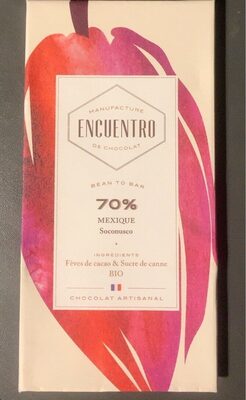 MANUFACTURE
ENCUENTRO
DE CHOCOLAT
BEAN TO BAR
70%
MEXIQUE
Soconusco
INGRÉDIENTS
Fèves de cacao & Sucre de canne
BIO
CHOCOLAT ARTISANAL